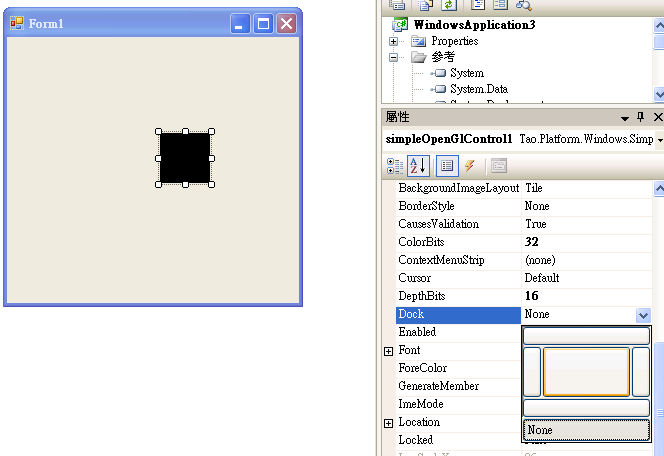 Form1
WindowsApplication3
Properties
參考
System
System.Data
屬性
simpleOpenGlControl1 Tao.Platform.Windows.Simp
BackgroundImageLayout Tile
BorderStyle None
CausesValidation True
ColorBits 32
ContextMenuStrip (none)
Cursor Default
DepthBits 16
Dock None
Enabled
Font
ForeColor
GenerateMember
ImeMode
Location
None
Locked